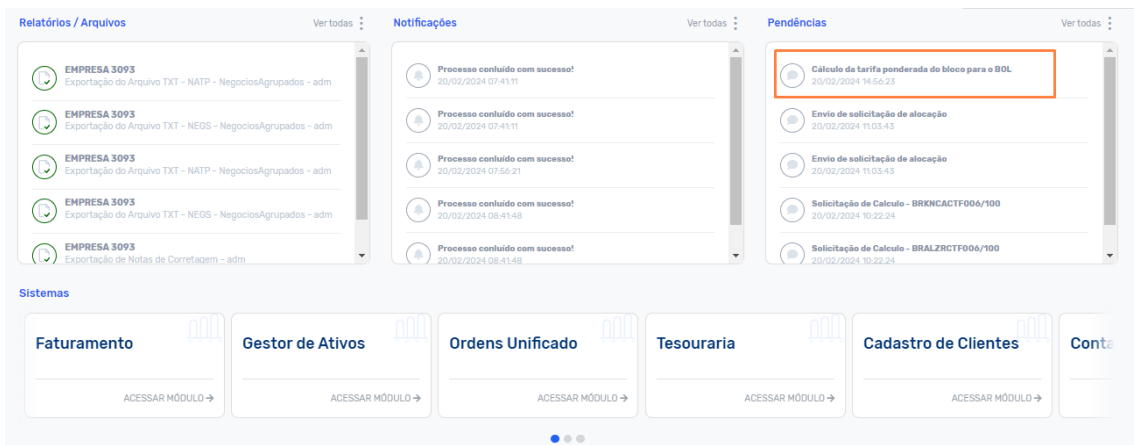 Relatórios / Arquivos
Ver todas
EMPRESA 3093
Exportação do Arquivo TXT - NATP - NegociosAgrupados - adm
EMPRESA 3093
Exportação do Arquivo TXT - NEGS - NegociosAgrupados - adm
EMPRESA 3093
Exportação do Arquivo TXT - NATP - NegociosAgrupados - adm
EMPRESA 3093
Exportação do Arquivo TXT - NEGS - NegociosAgrupados - adm
EMPRESA 3093
Exportação de Notas de Corretagem - adm
Notificações
Ver todas
Processo conluído com sucesso!
20/02/2024 07:41:11
Processo conluído com sucesso!
20/02/2024 07:41:11
Processo conluído com sucesso!
20/02/2024 07:56:21
Processo conluído com sucesso!
20/02/2024 08:41:48
Processo conluído com sucesso!
20/02/2024 08:41:48
Pendências
Ver todas
Cálculo da tarifa ponderada do bloco para o BOL
20/02/2024 14:56:23
Envio de solicitação de alocação
20/02/2024 11:03:43
Envio de solicitação de alocação
20/02/2024 11:03:43
Solicitação de Calculo - BRKNCACTF006/100
20/02/2024 10:22:24
Solicitação de Calculo - BRALZRCTF006/100
20/02/2024 10:22:24
Sistemas
Faturamento
ACESSAR MÓDULO →
Gestor de Ativos
ACESSAR MÓDULO →
Ordens Unificado
ACESSAR MÓDULO →
Tesouraria
ACESSAR MÓDULO →
Cadastro de Clientes
ACESSAR MÓDULO →
Conta